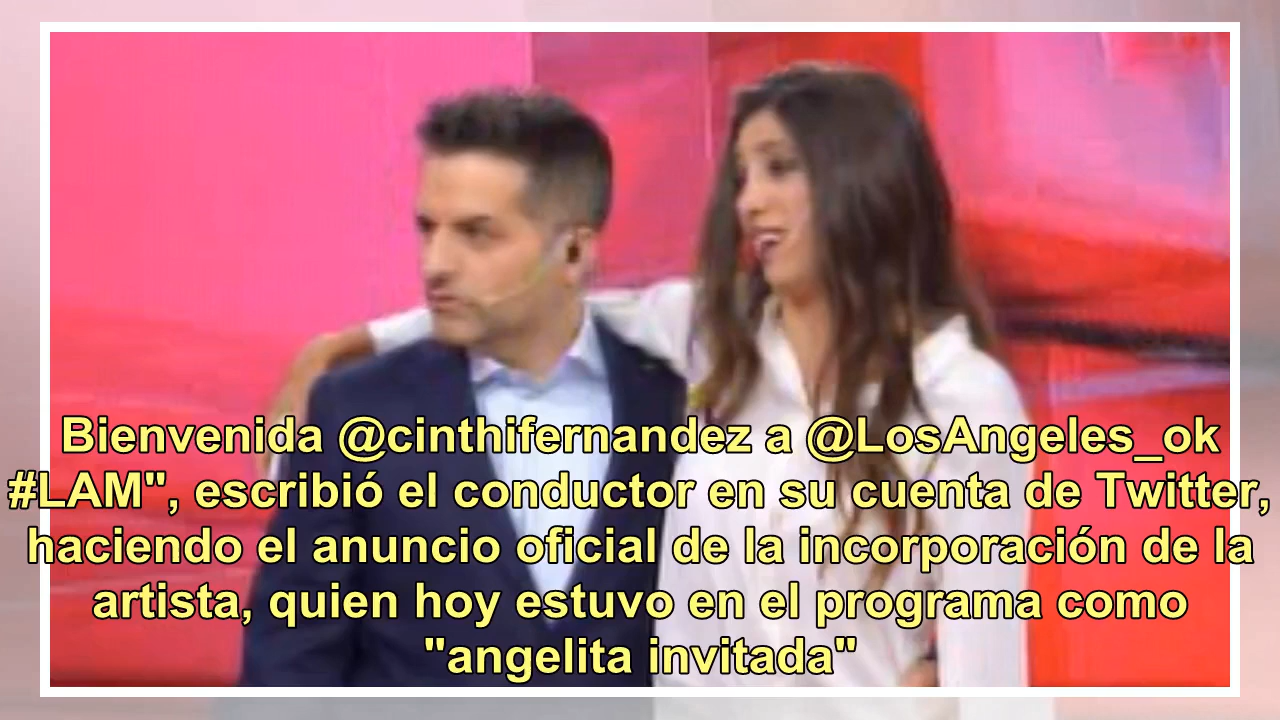 Bienvenida @cinthifernandez a @LosAngeles_ok
#LAM", escribió el conductor en su cuenta de Twitter,
haciendo el anuncio oficial de la incorporación de la
artista, quien hoy estuvo en el programa como
"angelita invitada"